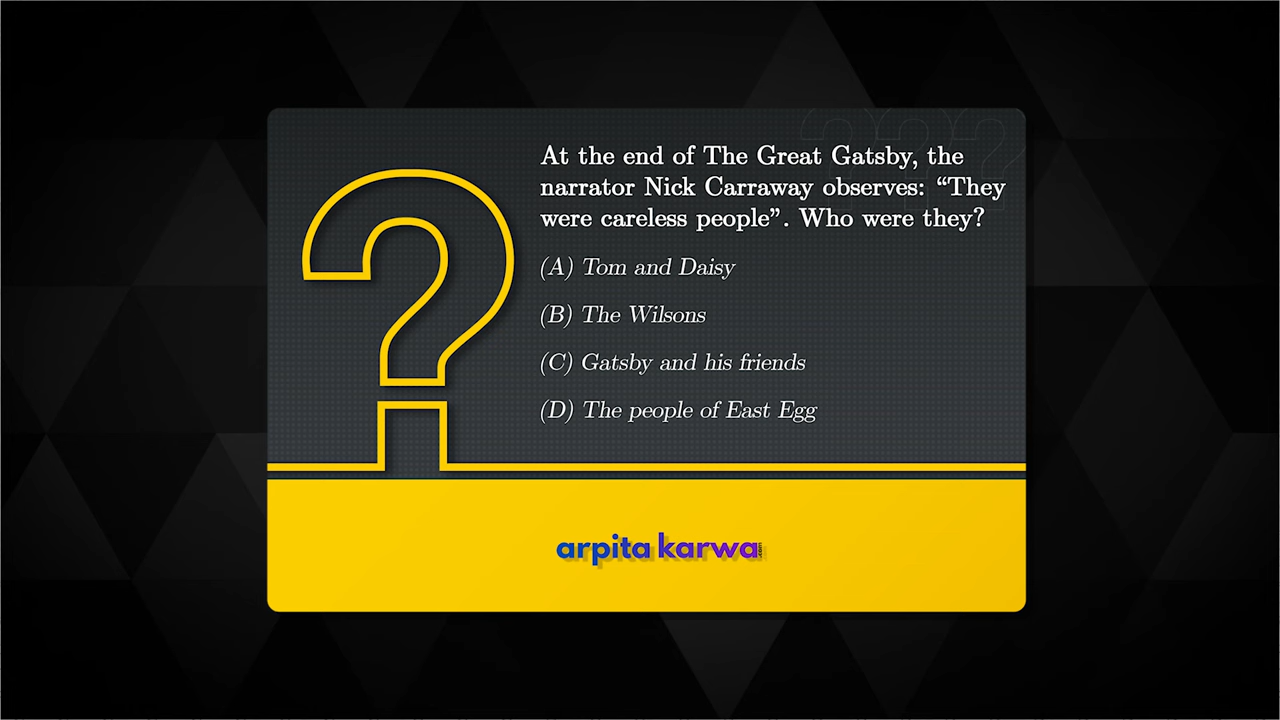 At the end of The Great Gatsby, the
narrator Nick Carraway observes: “They
were careless people”. Who were they?
(A) Tom and Daisy
(B) The Wilsons
(C) Gatsby and his friends
(D) The people of East Egg
arpita karwa